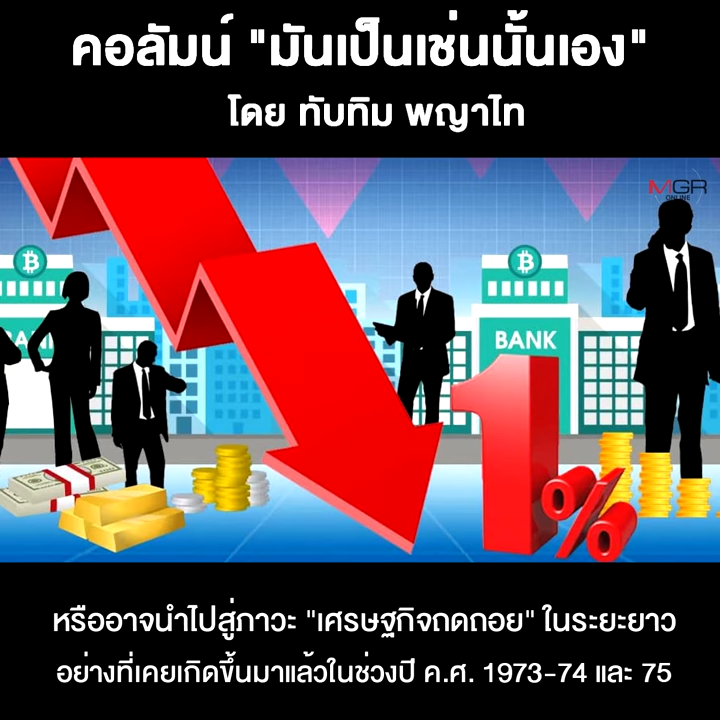 คอลัมน์ "มันเป็นเช่นนั้นเอง"
โดย ทับทิม พญาไท
MGR
ONLINE
BANK
BANK
1%
หรืออาจนำไปสู่ภาวะ "เศรษฐกิจถดถอย" ในระยะยาว
อย่างที่เคยเกิดขึ้นมาแล้วในช่วงปี ค.ศ. 1973-74 และ 75